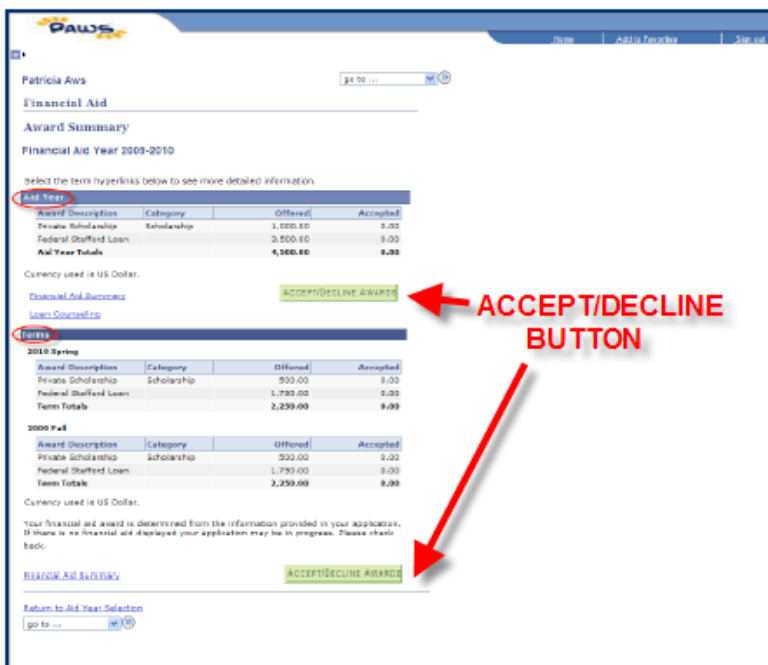 PAWS
Home Add to Favorites Sign out
Patricia Aws
go to ...
Financial Aid
Award Summary
Financial Aid Year 2009-2010
Select the term hyperlinks below to see more detailed information.
Aid Year
Award Description Category Offered Accepted
Private Scholarship Scholarship 1,000.00 0.00
Federal Stafford Loan 3,500.00 0.00
Aid Year Totals 4,500.00 0.00
Currency used is US Dollar.
ACCEPT/DECLINE AWARDS
ACCEPT/DECLINE
BUTTON
Financial Aid Summary
Loan Counseling
Terms
2010 Spring
Award Description Category Offered Accepted
Private Scholarship Scholarship 500.00 0.00
Federal Stafford Loan 1,750.00 0.00
Term Totals 2,250.00 0.00
2009 Fall
Award Description Category Offered Accepted
Private Scholarship Scholarship 500.00 0.00
Federal Stafford Loan 1,750.00 0.00
Term Totals 2,250.00 0.00
Currency used is US Dollar.
Your financial aid award is determined from the information provided in your application.
If there is no financial aid displayed your application may be in progress. Please check
back.
Financial Aid Summary ACCEPT/DECLINE AWARDS
Return to Aid Year Selection
go to ...